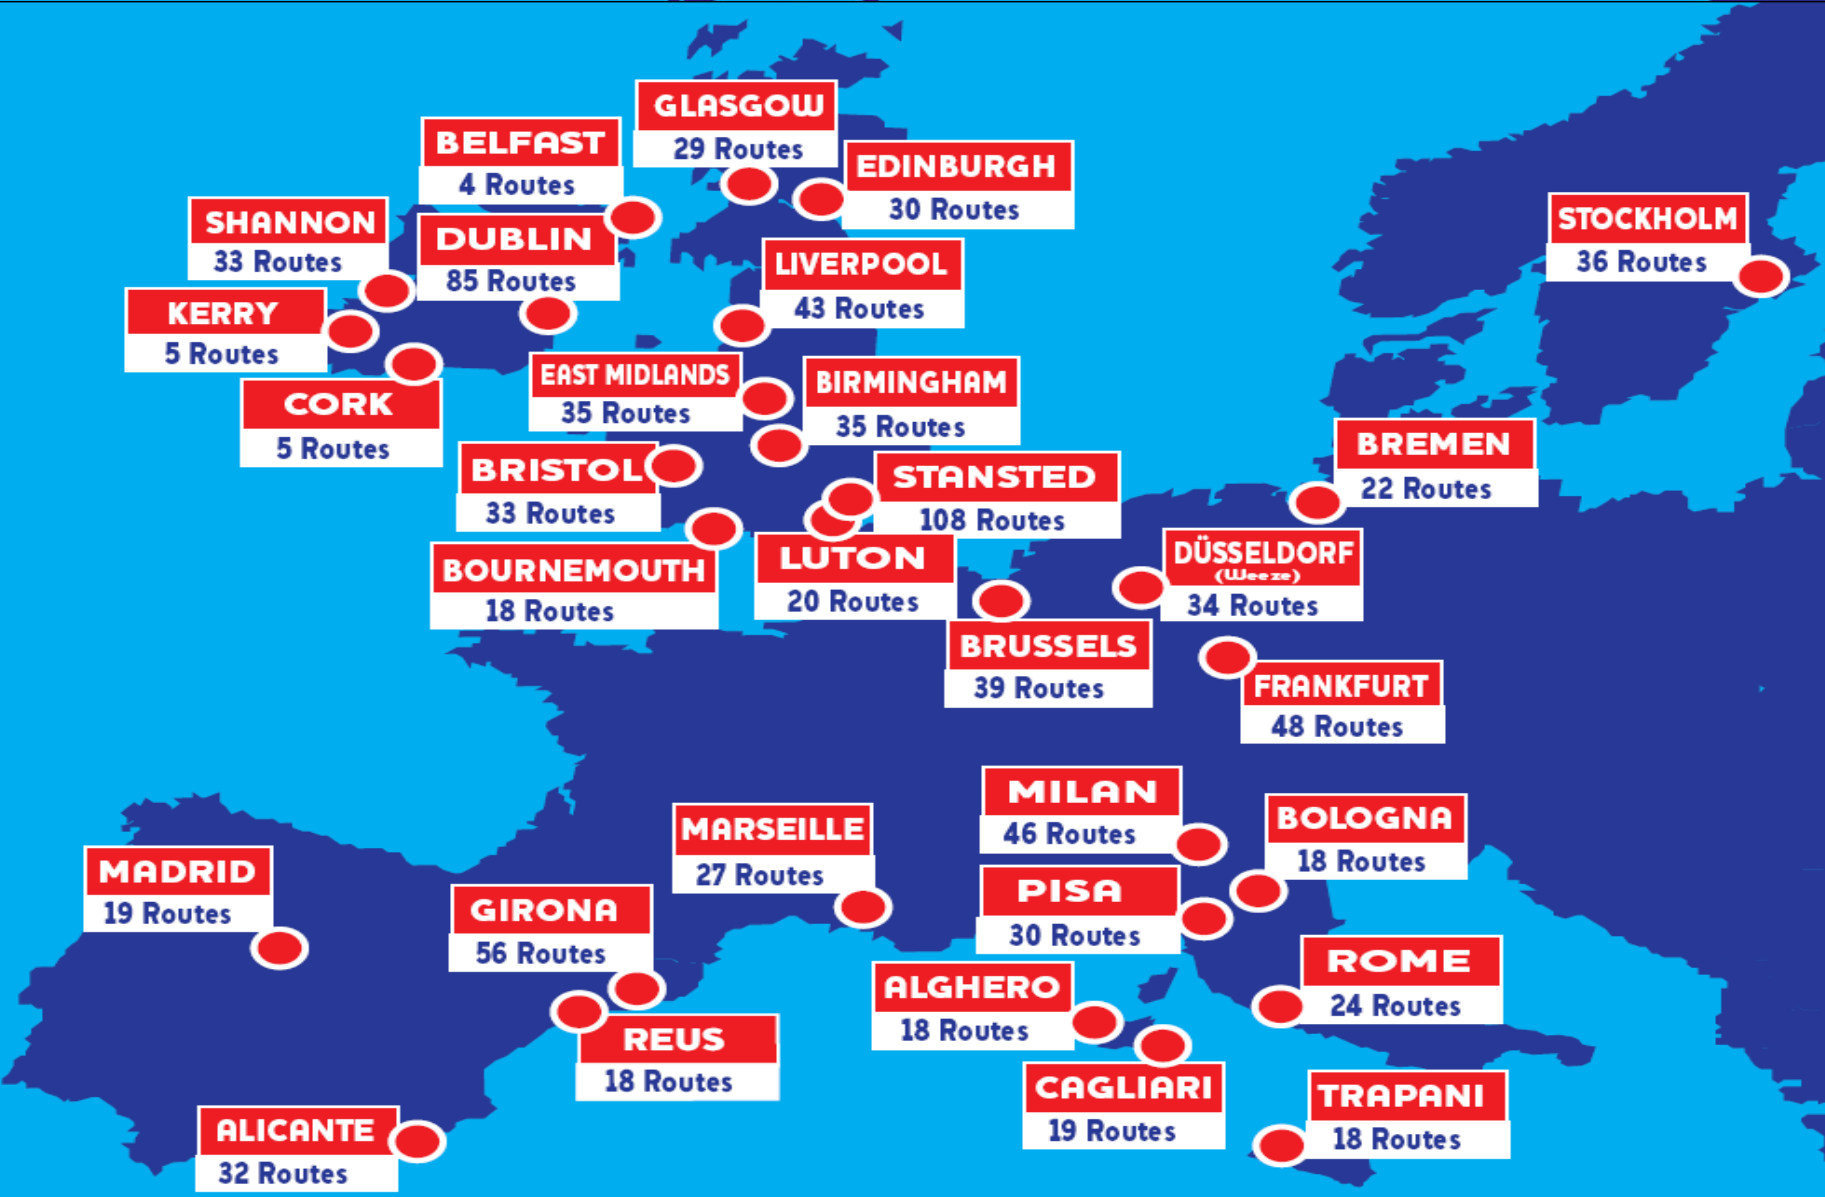 GLASGOW
29 Routes
BELFAST
4 Routes
EDINBURGH
30 Routes
SHANNON
33 Routes
DUBLIN
85 Routes
STOCKHOLM
36 Routes
LIVERPOOL
43 Routes
KERRY
5 Routes
EAST MIDLANDS
35 Routes
BIRMINGHAM
35 Routes
CORK
5 Routes
BREMEN
22 Routes
BRISTOL
33 Routes
STANSTED
108 Routes
BOURNEMOUTH
18 Routes
LUTON
20 Routes
DÜSSELDORF
(Weeze)
34 Routes
BRUSSELS
39 Routes
FRANKFURT
48 Routes
MILAN
46 Routes
BOLOGNA
18 Routes
MARSEILLE
27 Routes
MADRID
19 Routes
PISA
30 Routes
GIRONA
56 Routes
ROME
24 Routes
ALGHERO
18 Routes
REUS
18 Routes
CAGLIARI
19 Routes
TRAPANI
18 Routes
ALICANTE
32 Routes